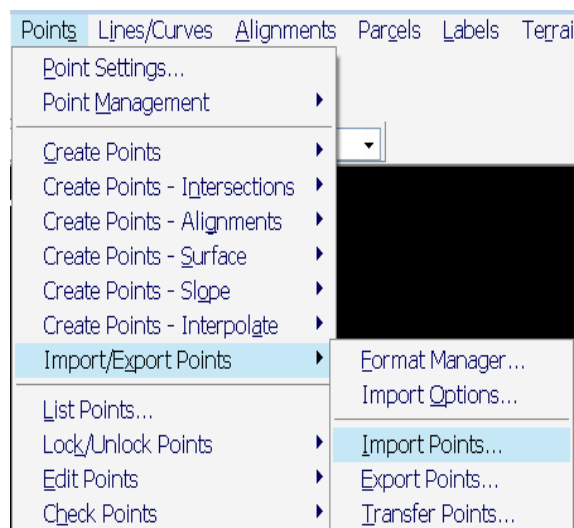 Points Lines/Curves Alignments Parcels Labels Terrai
Point Settings...
Point Management
Create Points
Create Points - Intersections
Create Points - Alignments
Create Points - Surface
Create Points - Slope
Create Points - Interpolate
Import/Export Points
List Points...
Lock/Unlock Points
Edit Points
Check Points
Format Manager...
Import Options...
Import Points...
Export Points...
Transfer Points...